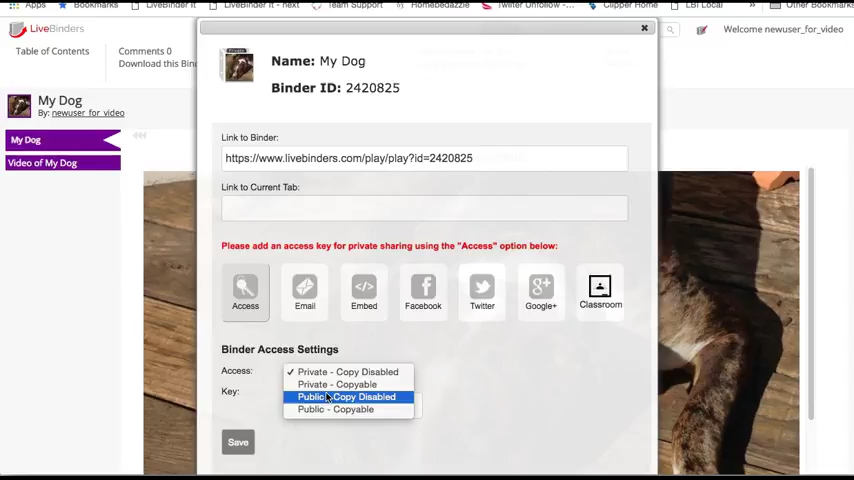 Apps
Bookmarks
LiveBinder It
LiveBinder It - next
Team Support
Homebedazzle
Twitter Unfollow -...
Clipper Home
LBI Local
Other Bookmarks
LiveBinders
Welcome newuser_for_video
Table of Contents
Comments 0
Download this Bin
My Dog
By: newuser_for_video
My Dog
Video of My Dog
Private
Name: My Dog
Binder ID: 2420825
Link to Binder:
https://www.livebinders.com/play/play?id=2420825
Link to Current Tab:
Please add an access key for private sharing using the "Access" option below:
Access
Email
Embed
Facebook
Twitter
Google+
Classroom
Binder Access Settings
Access:
✓ Private - Copy Disabled
Private - Copyable
Public - Copy Disabled
Public - Copyable
Key:
Save